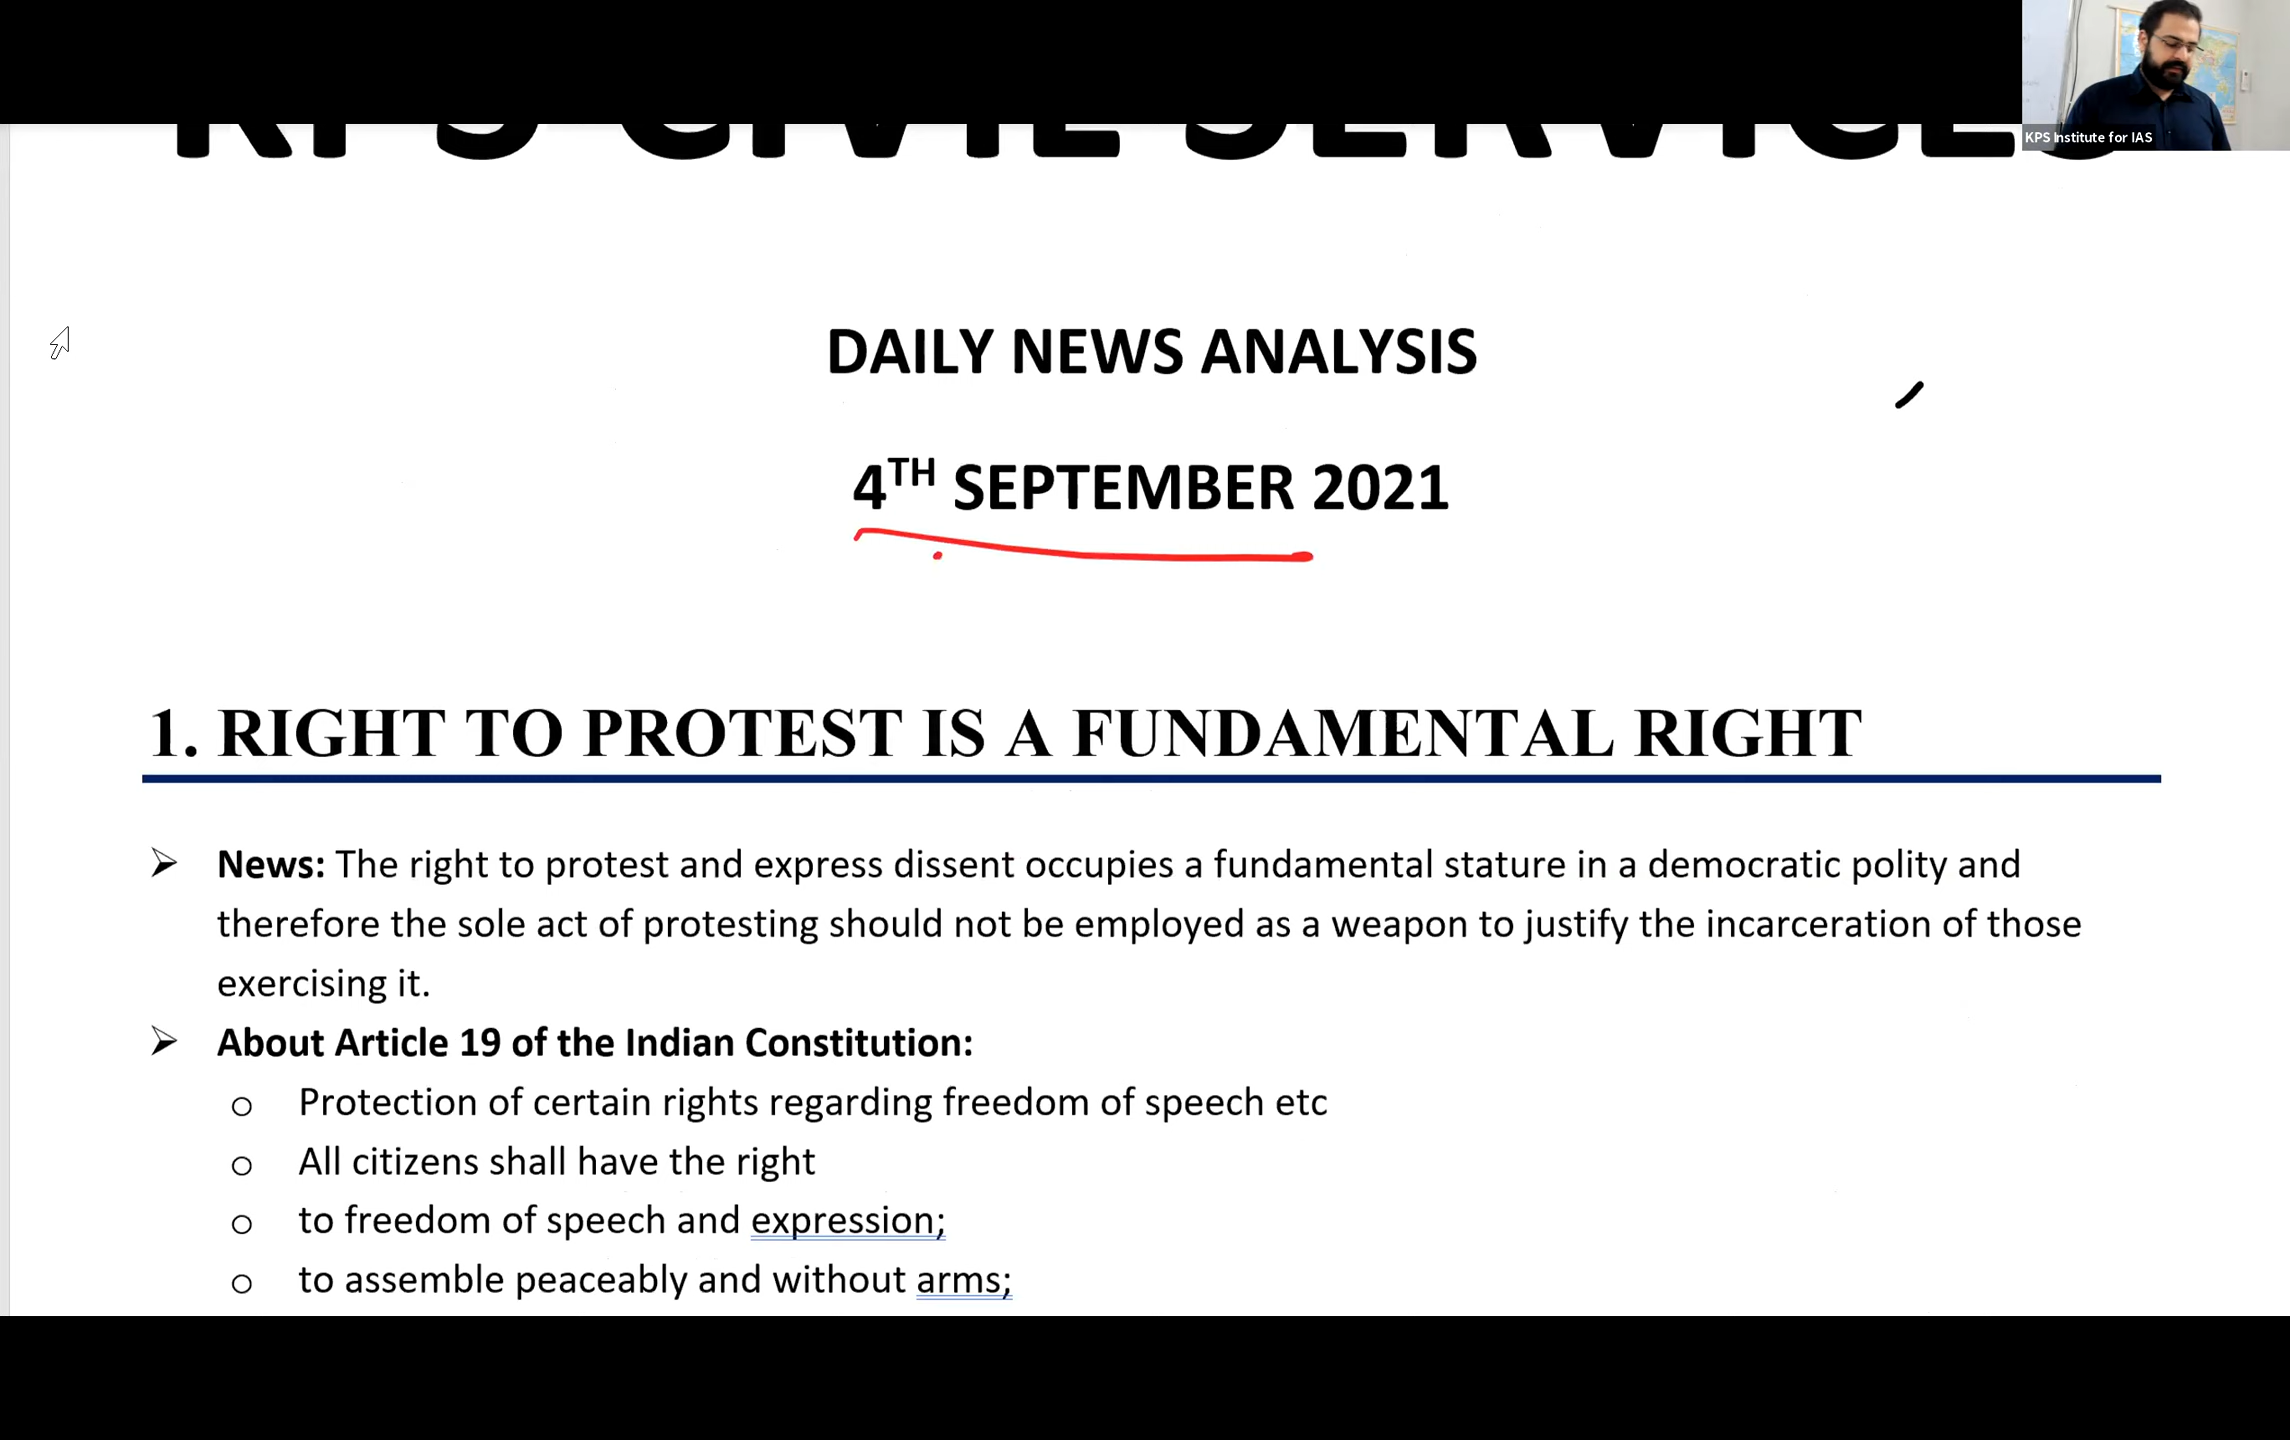 KPS CIVIL SERVICES
KPS Institute for IAS
DAILY NEWS ANALYSIS
4TH SEPTEMBER 2021
1. RIGHT TO PROTEST IS A FUNDAMENTAL RIGHT
➢ News: The right to protest and express dissent occupies a fundamental stature in a democratic polity and
therefore the sole act of protesting should not be employed as a weapon to justify the incarceration of those
exercising it.
➢ About Article 19 of the Indian Constitution:
o Protection of certain rights regarding freedom of speech etc
o All citizens shall have the right
o to freedom of speech and expression;
o to assemble peaceably and without arms;